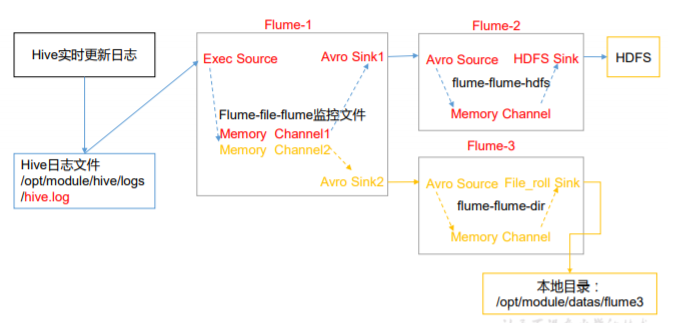 Flume-1
Flume-2
Hive实时更新日志
Exec Source
Avro Sink1
Avro Source
HDFS Sink
HDFS
flume-flume-hdfs
Flume-file-flume监控文件
Memory Channel
Memory Channel1
Memory Channel2
Flume-3
Hive日志文件
/opt/module/hive/logs
/hive.log
Avro Sink2
Avro Source
File_roll Sink
flume-flume-dir
Memory Channel
本地目录：
/opt/module/datas/flume3